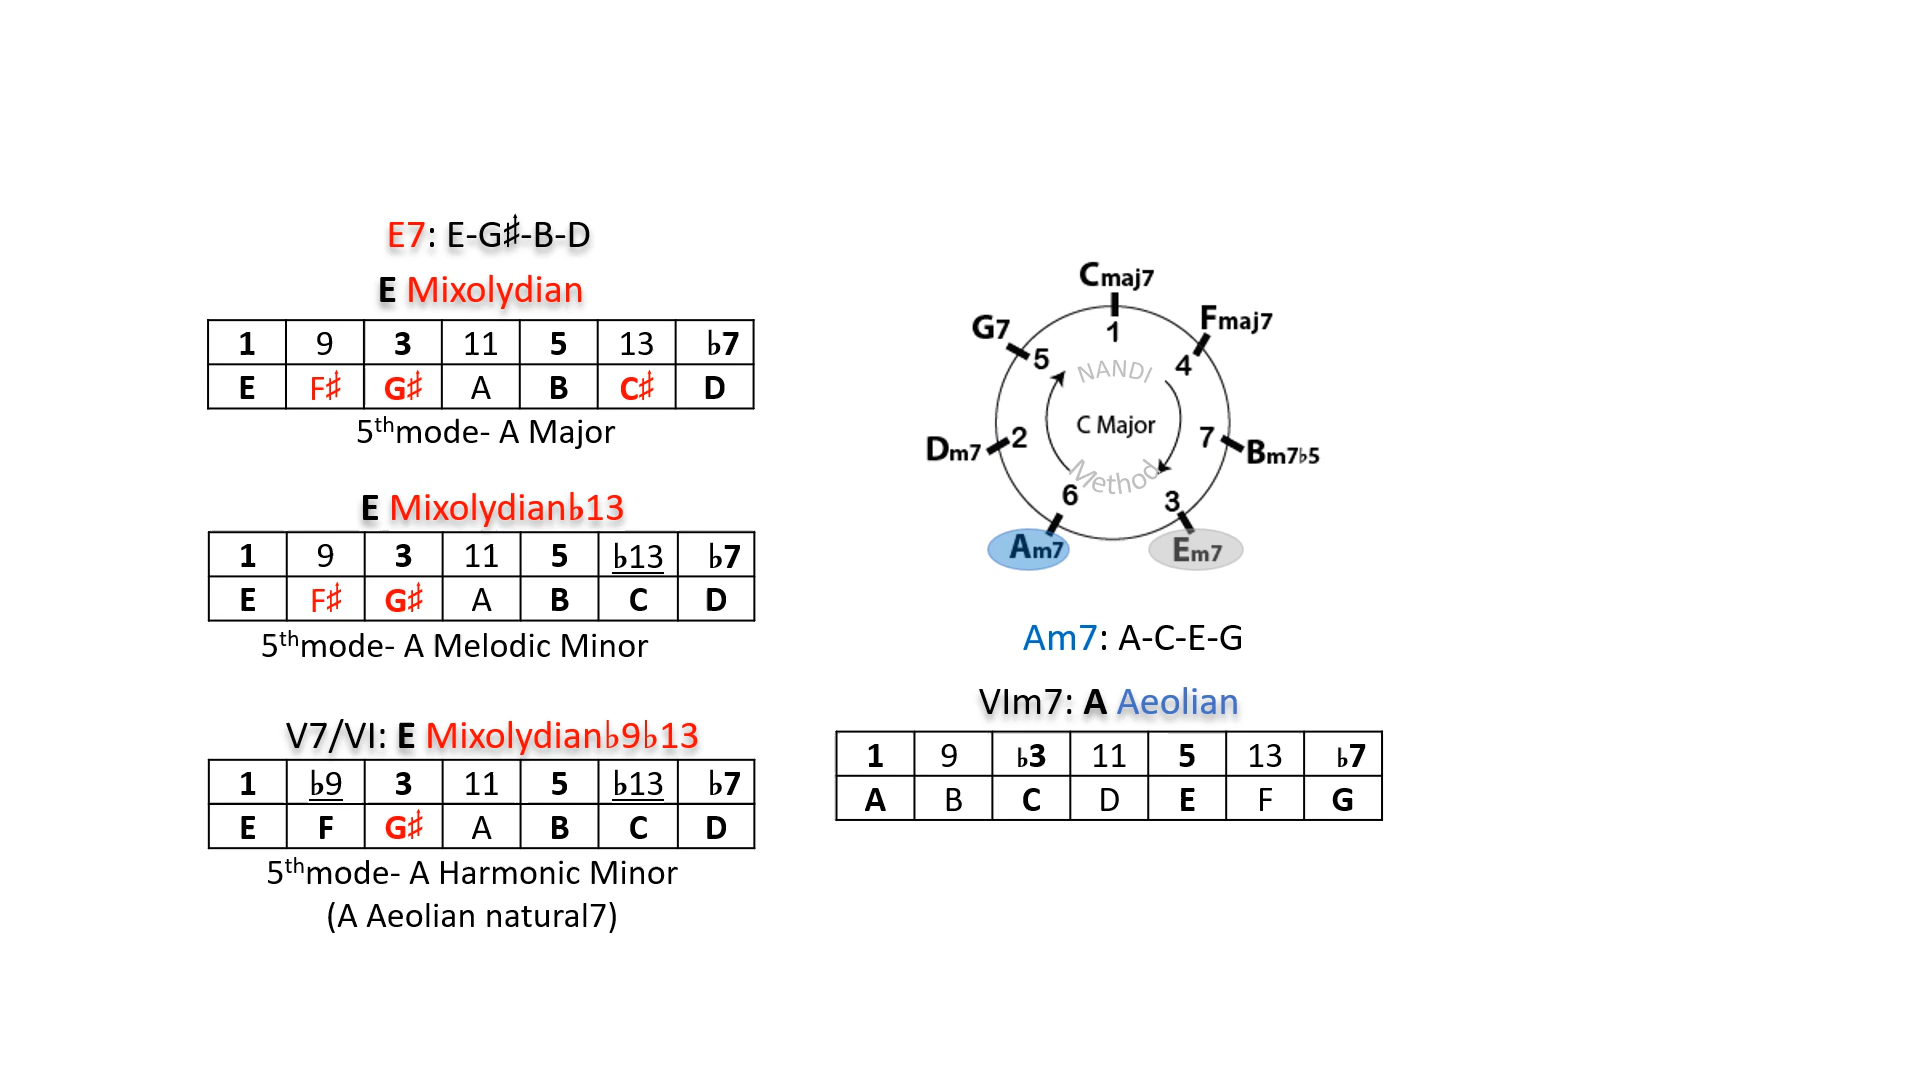 E7: E-G♯-B-D
E Mixolydian
1 9 3 11 5 13 ♭7
E F♯ G♯ A B C♯ D
5thmode- A Major
E Mixolydian♭13
1 9 3 11 5 ♭13 ♭7
E F♯ G♯ A B C D
5thmode- A Melodic Minor
V7/VI: E Mixolydian♭9♭13
1 ♭9 3 11 5 ♭13 ♭7
E F G♯ A B C D
5thmode- A Harmonic Minor
(A Aeolian natural7)
Cmaj7
G7
Fmaj7
1
5
4
NANDI
C Major
Dm7
2
7
Bm7♭5
Method
6
3
Am7
Em7
Am7: A-C-E-G
VIm7: A Aeolian
1 9 ♭3 11 5 13 ♭7
A B C D E F G